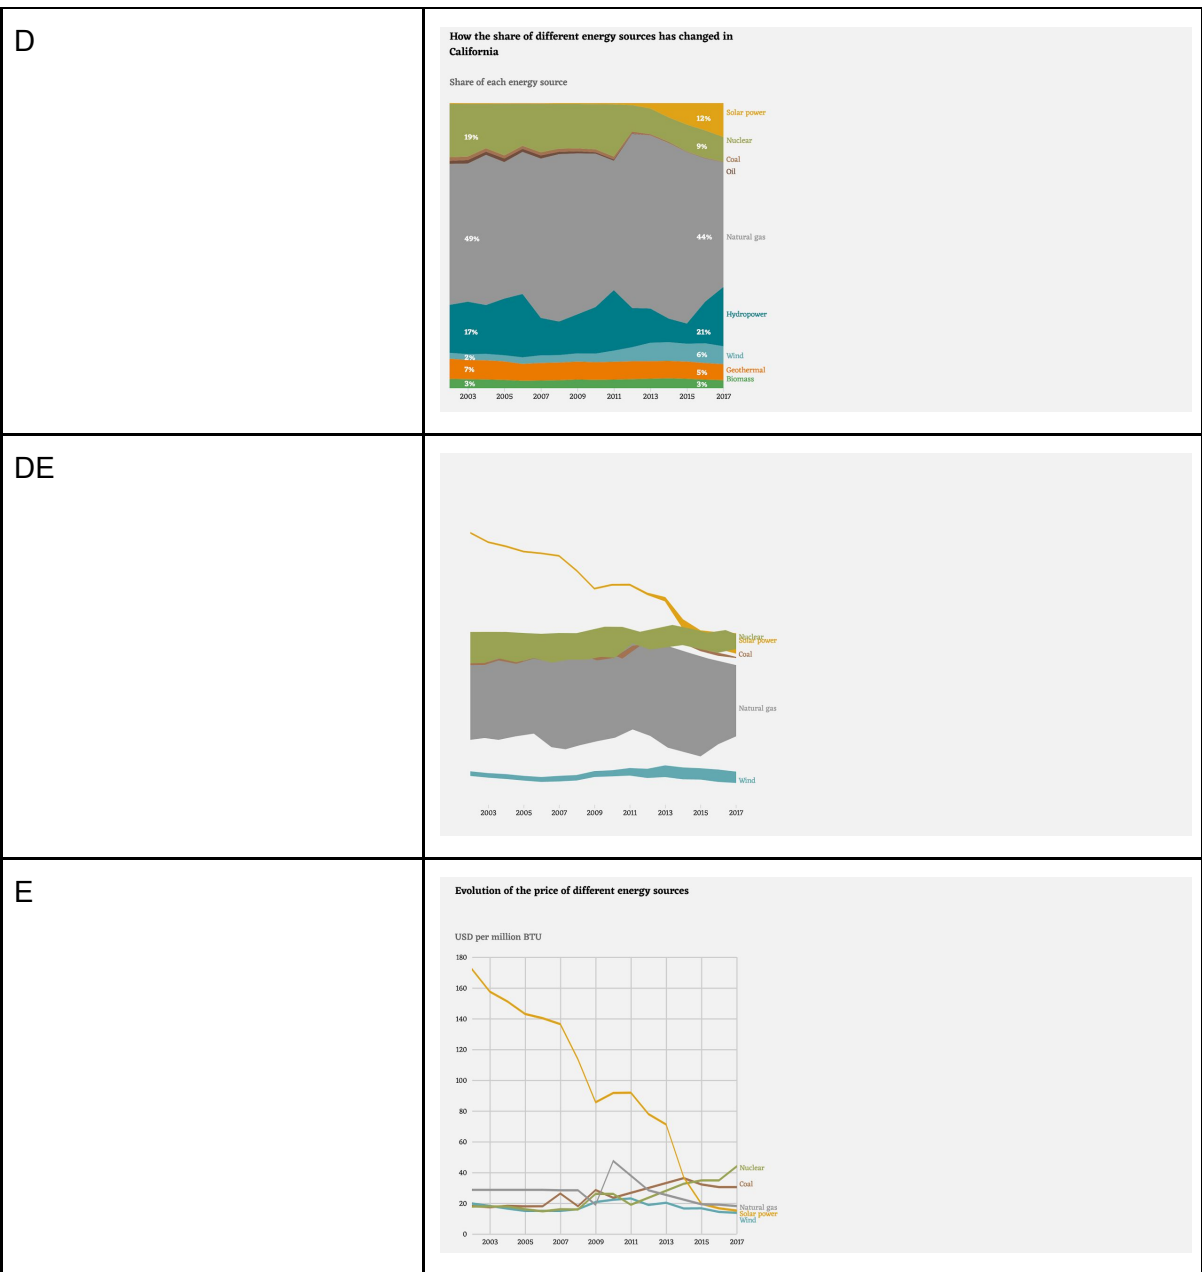 D
How the share of different energy sources has changed in
California
Share of each energy source
Solar power
12%
19%
Nuclear
9%
Coal
Oil
49%
44%
Natural gas
Hydropower
17%
21%
2%
6%
Wind
7%
5%
Geothermal
3%
3%
Biomass
2003 2005 2007 2009 2011 2013 2015 2017
DE
Nuclear
Solar power
Coal
Natural gas
Wind
2003 2005 2007 2009 2011 2013 2015 2017
E
Evolution of the price of different energy sources
USD per million BTU
180
160
140
120
100
80
60
40
Nuclear
Coal
20
Natural gas
Solar power
Wind
0
2003 2005 2007 2009 2011 2013 2015 2017